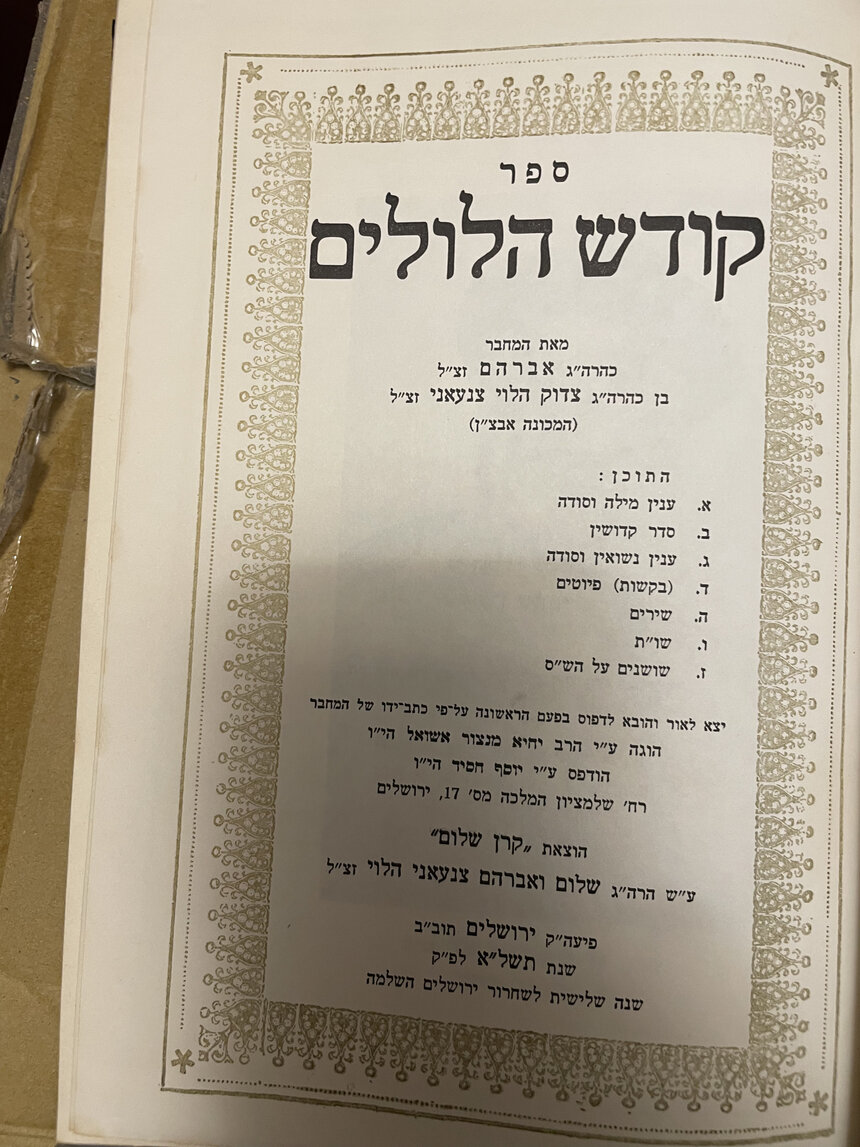 ספר
קודש הלולים
מאת המחבר
כהרה״ג אברהם זצ״ל
בן כהרה״ג צדוק הלוי צנעאני זצ״ל
(המכונה אבצ״ן)
התוכן:
א. ענין מילה וסודה
ב. סדר קדושין
ג. ענין נשואין וסודה
ד. (בקשות) פיוטים
ה. שירים
ו. שו״ת
ז. שושנים על הש״ס
יצא לאור והובא לדפוס בפעם הראשונה על־פי כתב־ידו של המחבר
הוגה ע״י הרב יחיא מנצור אשואל הי״ו
הודפס ע״י יוסף חסיד הי״ו
רח׳ שלמציון המלכה מס׳ 17, ירושלים
הוצאת „קרן שלום״
ע״ש הרה״ג שלום ואברהם צנעאני הלוי זצ״ל
פיעה״ק ירושלים תוב״ב
שנת תשל״א לפ״ק
שנה שלישית לשחרור ירושלים השלמה